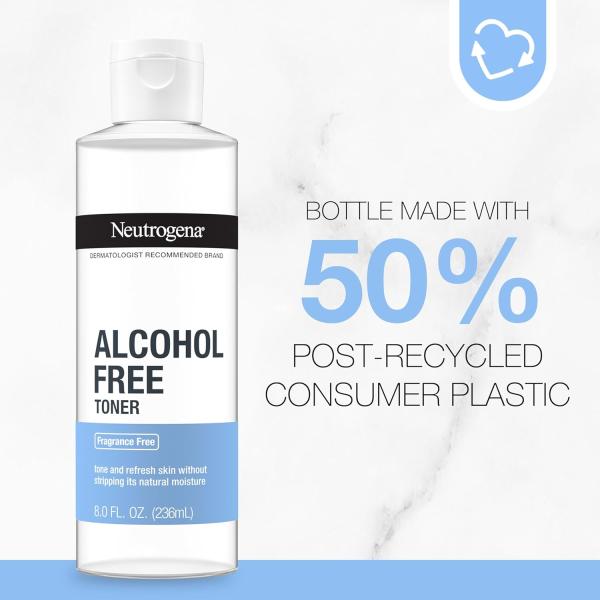 Neutrogena®
DERMATOLOGIST RECOMMENDED BRAND
ALCOHOL
FREE
TONER
Fragrance Free
tone and refresh skin without
stripping its natural moisture
8.0 FL. OZ. (236mL)
BOTTLE MADE WITH
50%
POST-RECYCLED
CONSUMER PLASTIC